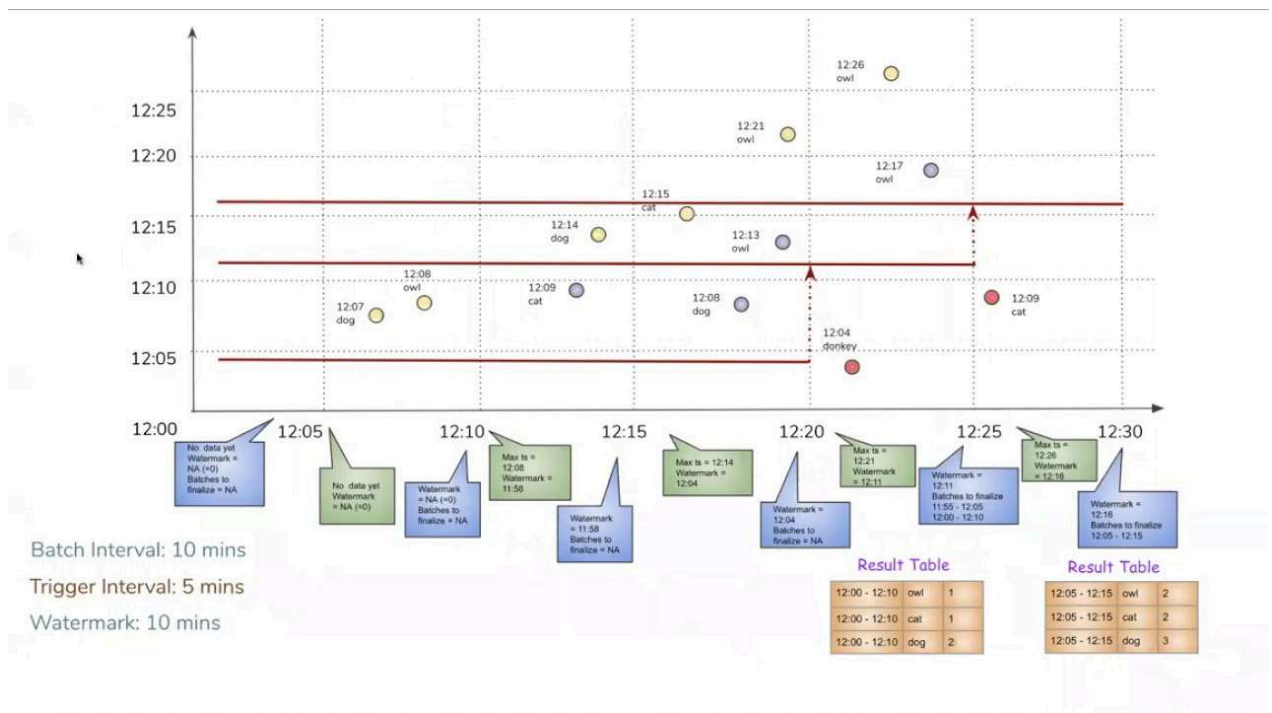 12:26
owl
12:25
12:21
owl
12:20
12:17
owl
12:15
cat
12:15
12:14
dog
12:13
owl
12:10
12:08
owl
12:09
cat
12:08
dog
12:09
cat
12:07
dog
12:04
donkey
12:05
12:00
12:05
12:10
12:15
12:20
12:25
12:30
No data yet
Watermark =
NA (=0)
Batches to
finalize = NA
No data yet
Watermark
= NA (=0)
Watermark
= NA (=0)
Batches to
finalize = NA
Max ts =
12:08
Watermark =
11:58
Watermark
= 11:58
Batches to
finalize = NA
Max ts = 12:14
Watermark =
12:04
Watermark =
12:04
Batches to
finalize = NA
Max ts =
12:21
Watermark
= 12:11
Watermark =
12:11
Batches to finalize
11:55 - 12:05
12:00 - 12:10
Max ts =
12:26
Watermark
= 12:16
Watermark =
12:16
Batches to finalize
12:05 - 12:15
Batch Interval: 10 mins
Trigger Interval: 5 mins
Watermark: 10 mins
Result Table
12:00 - 12:10 owl 1
12:00 - 12:10 cat 1
12:00 - 12:10 dog 2
Result Table
12:05 - 12:15 owl 2
12:05 - 12:15 cat 2
12:05 - 12:15 dog 3